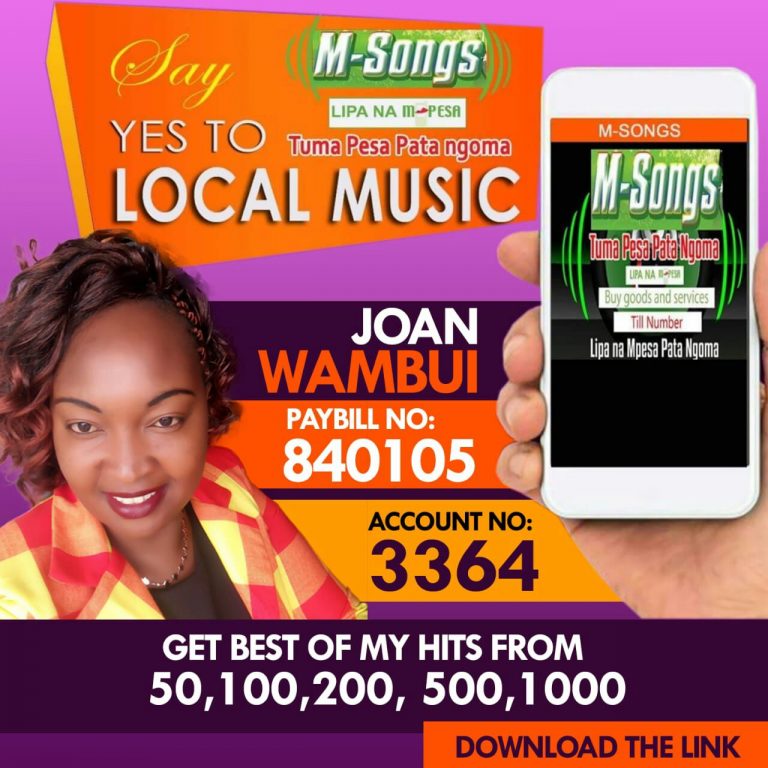 Say
M-Songs
LIPA NA M-PESA
YES TO
Tuma Pesa Pata ngoma
LOCAL MUSIC
M-SONGS
M-Songs
Tuma Pesa Pata Ngoma
LIPA NA M-PESA
Buy goods and services
Till Number
Lipa na Mpesa Pata Ngoma
JOAN
WAMBUI
PAYBILL NO:
840105
ACCOUNT NO:
3364
GET BEST OF MY HITS FROM
50,100,200, 500,1000
DOWNLOAD THE LINK